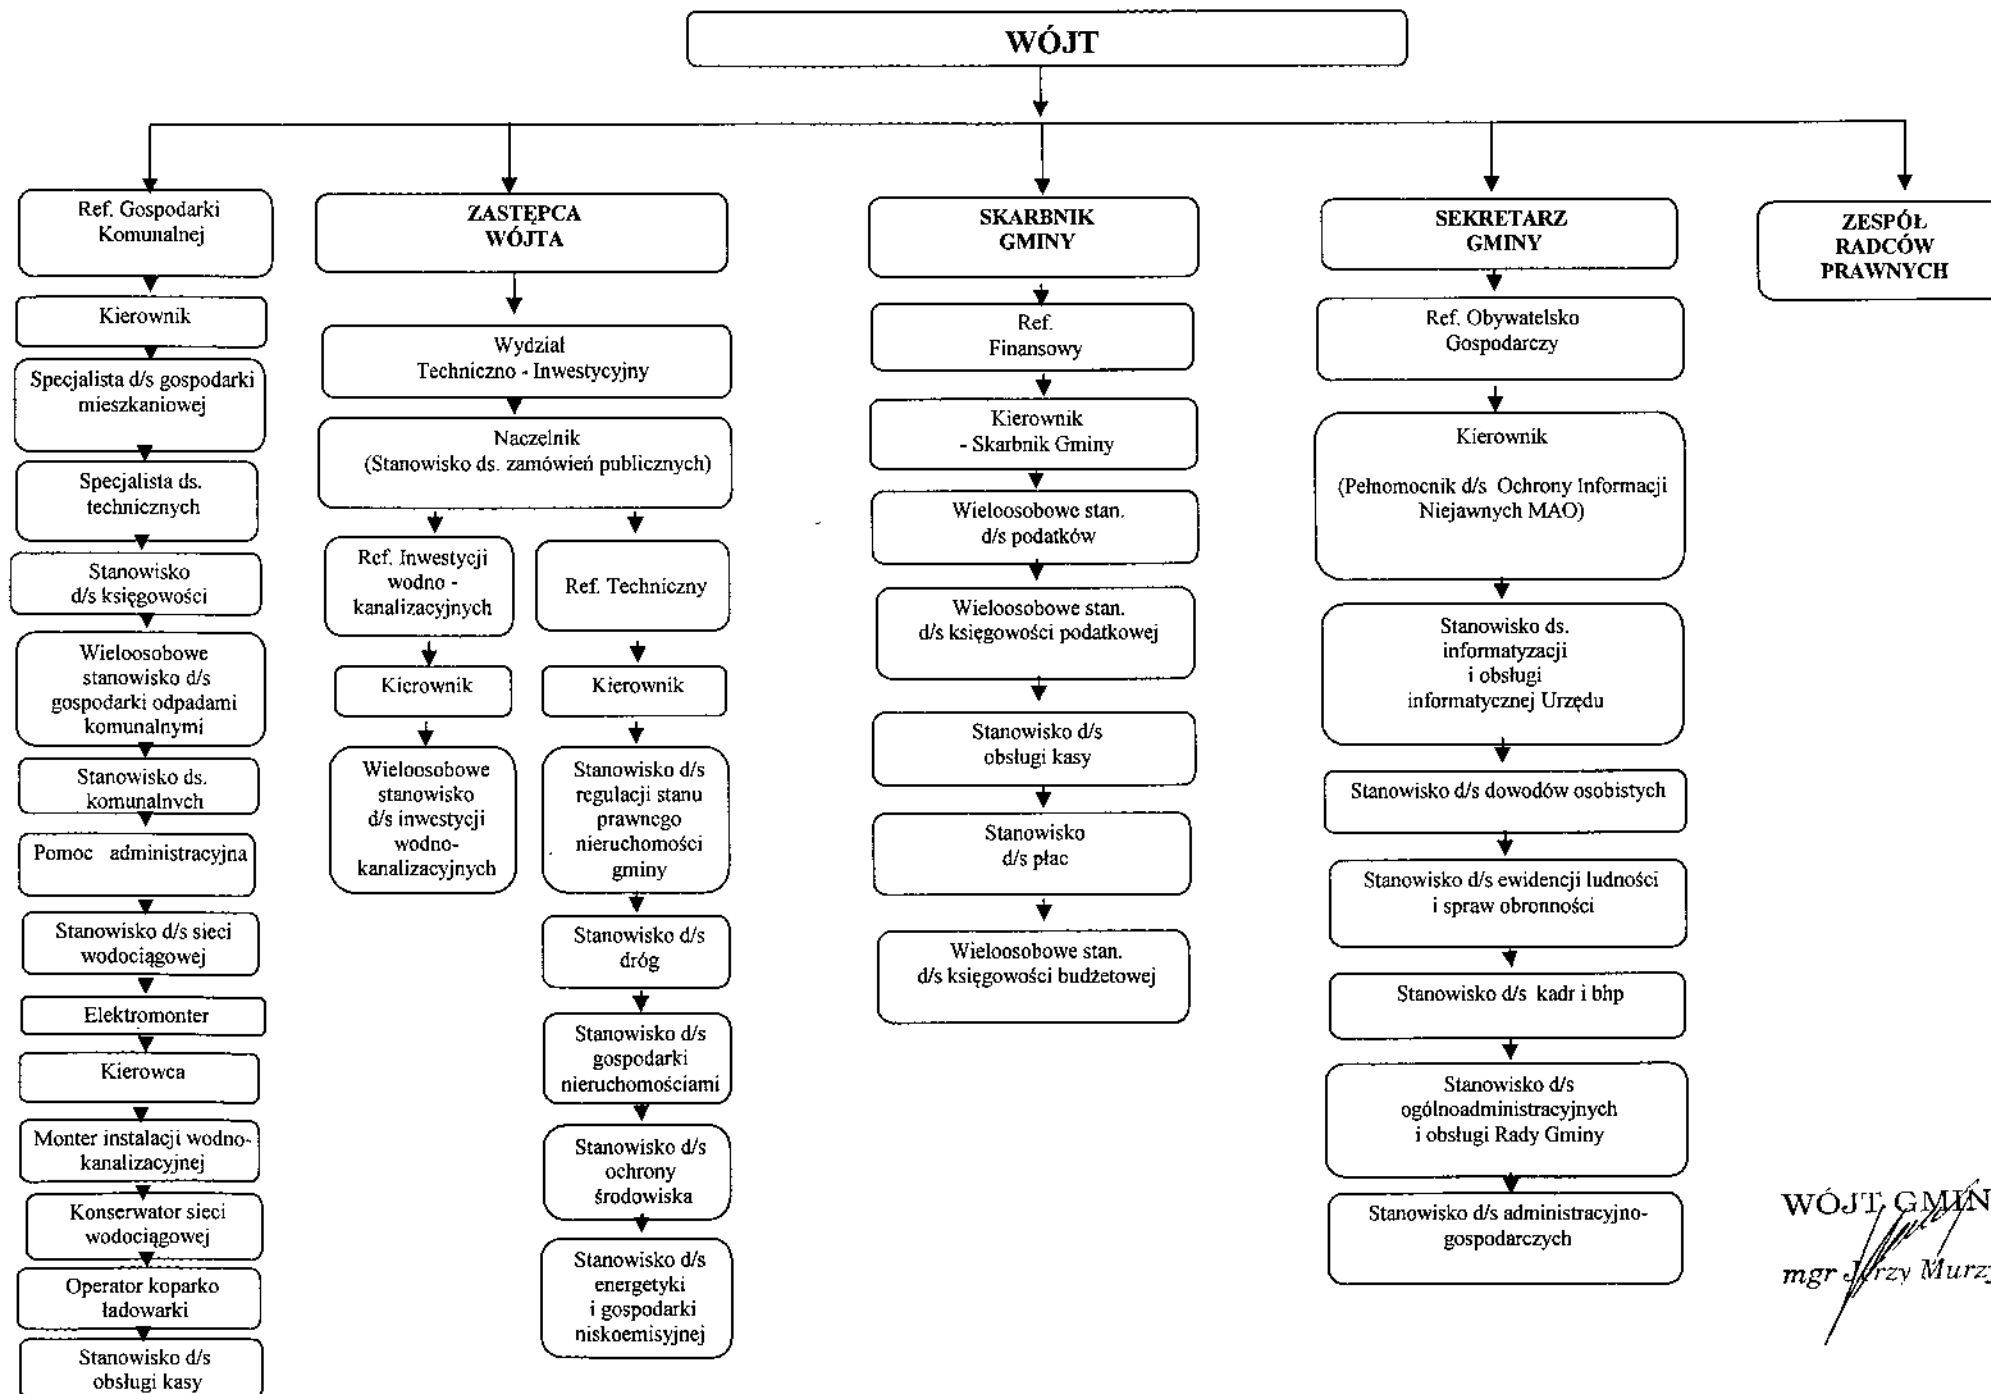 WÓJT
Ref. Gospodarki
Komunalnej
Kierownik
Specjalista d/s gospodarki
mieszkaniowej
Specjalista ds.
technicznych
Stanowisko
d/s księgowości
Wieloosobowe
stanowisko d/s
gospodarki odpadami
komunalnymi
Stanowisko ds.
komunalnych
Pomoc administracyjna
Stanowisko d/s sieci
wodociągowej
Elektromonter
Kierowca
Monter instalacji wodno-
kanalizacyjnej
Konserwator sieci
wodociągowej
Operator koparko
ładowarki
Stanowisko d/s
obsługi kasy
ZASTĘPCA
WÓJTA
Wydział
Techniczno - Inwestycyjny
Naczelnik
(Stanowisko ds. zamówień publicznych)
Ref. Inwestycji
wodno -
kanalizacyjnych
Kierownik
Wieloosobowe
stanowisko
d/s inwestycji
wodno-
kanalizacyjnych
Ref. Techniczny
Kierownik
Stanowisko d/s
regulacji stanu
prawnego
nieruchomości
gminy
Stanowisko d/s
dróg
Stanowisko d/s
gospodarki
nieruchomościami
Stanowisko d/s
ochrony
środowiska
Stanowisko d/s
energetyki
i gospodarki
niskoemisyjnej
SKARBNIK
GMINY
Ref.
Finansowy
Kierownik
- Skarbnik Gminy
Wieloosobowe stan.
d/s podatków
Wieloosobowe stan.
d/s księgowości podatkowej
Stanowisko d/s
obsługi kasy
Stanowisko
d/s płac
Wieloosobowe stan.
d/s księgowości budżetowej
SEKRETARZ
GMINY
Ref. Obywatelsko
Gospodarczy
Kierownik
(Pełnomocnik d/s Ochrony Informacji
Niejawnych MAO)
Stanowisko ds.
informatyzacji
i obsługi
informatycznej Urzędu
Stanowisko d/s dowodów osobistych
Stanowisko d/s ewidencji ludności
i spraw obronności
Stanowisko d/s kadr i bhp
Stanowisko d/s
ogólnoadministracyjnych
i obsługi Rady Gminy
Stanowisko d/s administracyjno-
gospodarczych
ZESPÓŁ
RADCÓW
PRAWNYCH
WÓJT GMIN
mgr Jerzy Murzy